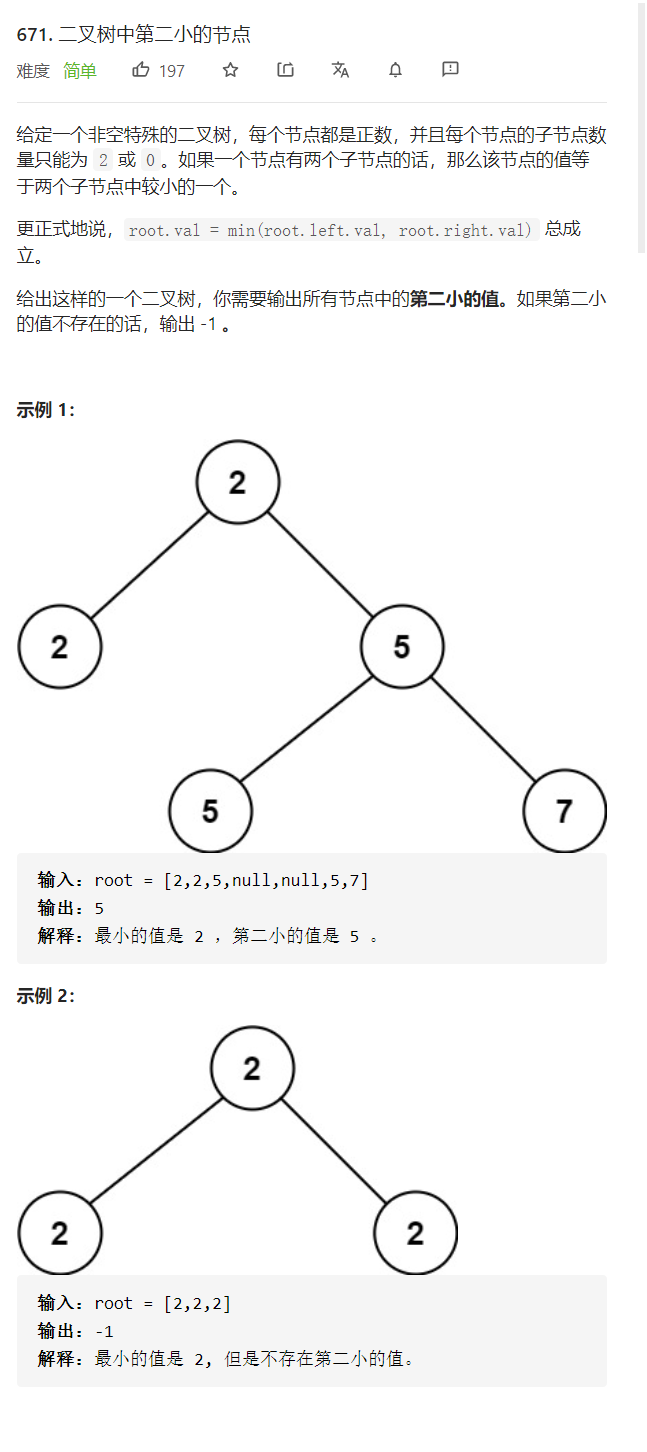 671. 二叉树中第二小的节点
难度 简单 197
给定一个非空特殊的二叉树，每个节点都是正数，并且每个节点的子节点数
量只能为 2 或 0。如果一个节点有两个子节点的话，那么该节点的值等
于两个子节点中较小的一个。
更正式地说，root.val = min(root.left.val, root.right.val) 总成
立。
给出这样的一个二叉树，你需要输出所有节点中的第二小的值。如果第二小
的值不存在的话，输出 -1 。
示例 1：
2
2 5
5 7
输入：root = [2,2,5,null,null,5,7]
输出：5
解释：最小的值是 2 ，第二小的值是 5 。
示例 2：
2
2 2
输入：root = [2,2,2]
输出：-1
解释：最小的值是 2, 但是不存在第二小的值。